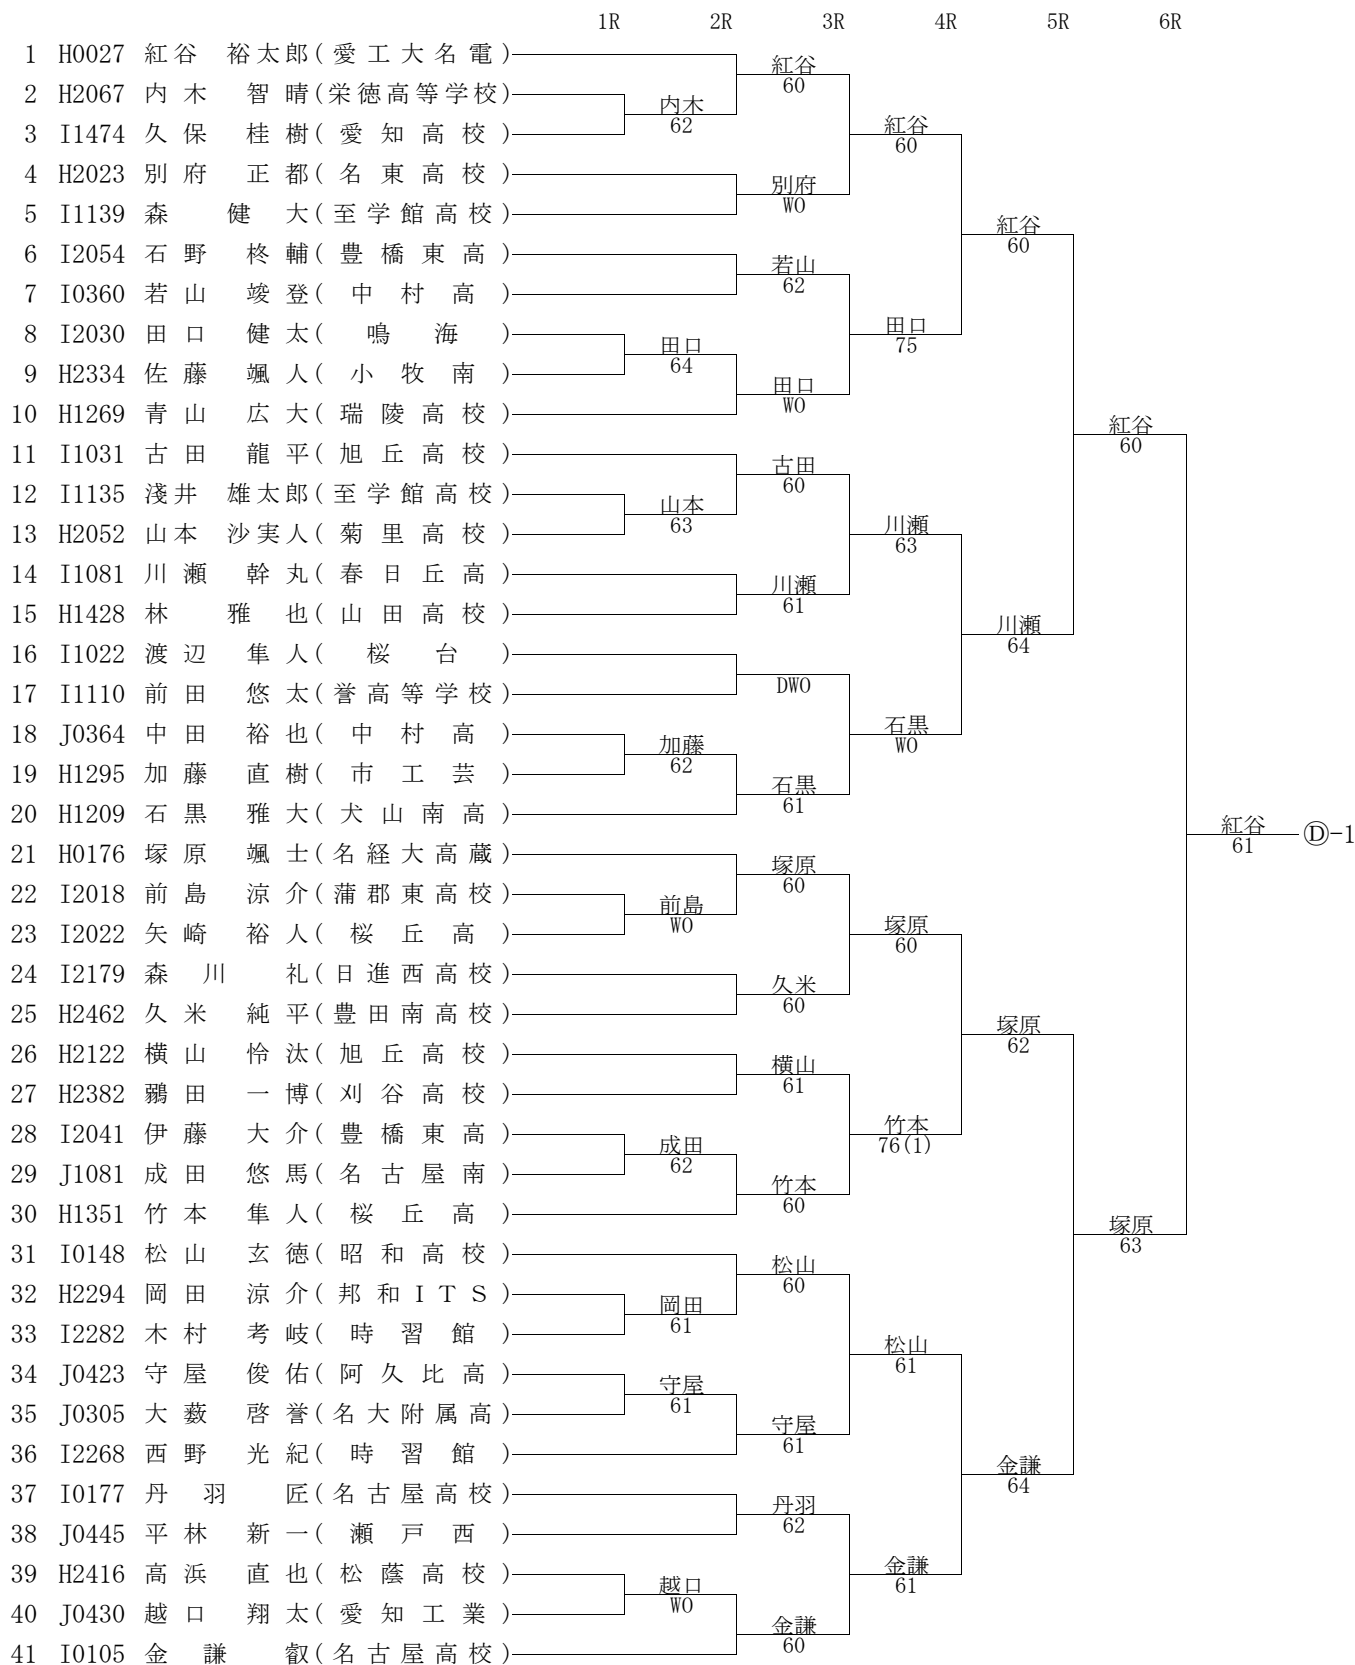 1R 2R 3R 4R 5R 6R
1 H0027 紅谷 裕太郎(愛工大名電)
2 H2067 内木 智晴(栄徳高等学校)
3 I1474 久保 桂樹(愛知高校)
4 H2023 別府 正都(名東高校)
5 I1139 森 健大(至学館高校)
6 I2054 石野 柊輔(豊橋東高)
7 I0360 若山 竣登(中村高)
8 I2030 田口 健太(鳴海)
9 H2334 佐藤 颯人(小牧南)
10 H1269 青山 広大(瑞陵高校)
11 I1031 古田 龍平(旭丘高校)
12 I1135 淺井 雄太郎(至学館高校)
13 H2052 山本 沙実人(菊里高校)
14 I1081 川瀬 幹丸(春日丘高)
15 H1428 林 雅也(山田高校)
16 I1022 渡辺 隼人(桜台)
17 I1110 前田 悠太(誉高等学校)
18 J0364 中田 裕也(中村高)
19 H1295 加藤 直樹(市工芸)
20 H1209 石黒 雅大(犬山南高)
21 H0176 塚原 颯士(名経大高蔵)
22 I2018 前島 涼介(蒲郡東高校)
23 I2022 矢崎 裕人(桜丘高)
24 I2179 森川 礼(日進西高校)
25 H2462 久米 純平(豊田南高校)
26 H2122 横山 怜汰(旭丘高校)
27 H2382 鶸田 一博(刈谷高校)
28 I2041 伊藤 大介(豊橋東高)
29 J1081 成田 悠馬(名古屋南)
30 H1351 竹本 隼人(桜丘高)
31 I0148 松山 玄徳(昭和高校)
32 H2294 岡田 涼介(邦和ITS)
33 I2282 木村 考岐(時習館)
34 J0423 守屋 俊佑(阿久比高)
35 J0305 大薮 啓誉(名大附属高)
36 I2268 西野 光紀(時習館)
37 I0177 丹羽 匠(名古屋高校)
38 J0445 平林 新一(瀬戸西)
39 H2416 高浜 直也(松蔭高校)
40 J0430 越口 翔太(愛知工業)
41 I0105 金 謙叡(名古屋高校)
内木
62
田口
64
山本
63
加藤
62
前島
WO
成田
62
岡田
61
守屋
61
越口
WO
紅谷
60
別府
WO
若山
62
田口
WO
古田
60
川瀬
61
DWO
石黒
61
塚原
60
久米
60
横山
61
竹本
60
松山
60
守屋
61
丹羽
62
金謙
60
紅谷
60
田口
75
川瀬
63
石黒
WO
塚原
60
竹本
76(1)
松山
61
金謙
61
紅谷
60
川瀬
64
塚原
62
金謙
64
紅谷
60
塚原
63
紅谷
61
Ⓓ-1